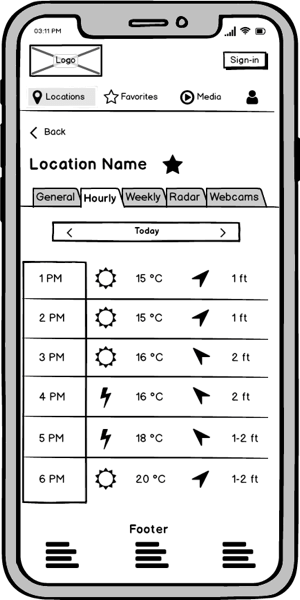 03:11 PM
Logo
Sign-in
Locations Favorites Media
Back
Location Name
General Hourly Weekly Radar Webcams
Today
1 PM 15 °C 1 ft
2 PM 15 °C 1 ft
3 PM 16 °C 2 ft
4 PM 16 °C 2 ft
5 PM 18 °C 1-2 ft
6 PM 20 °C 1-2 ft
Footer